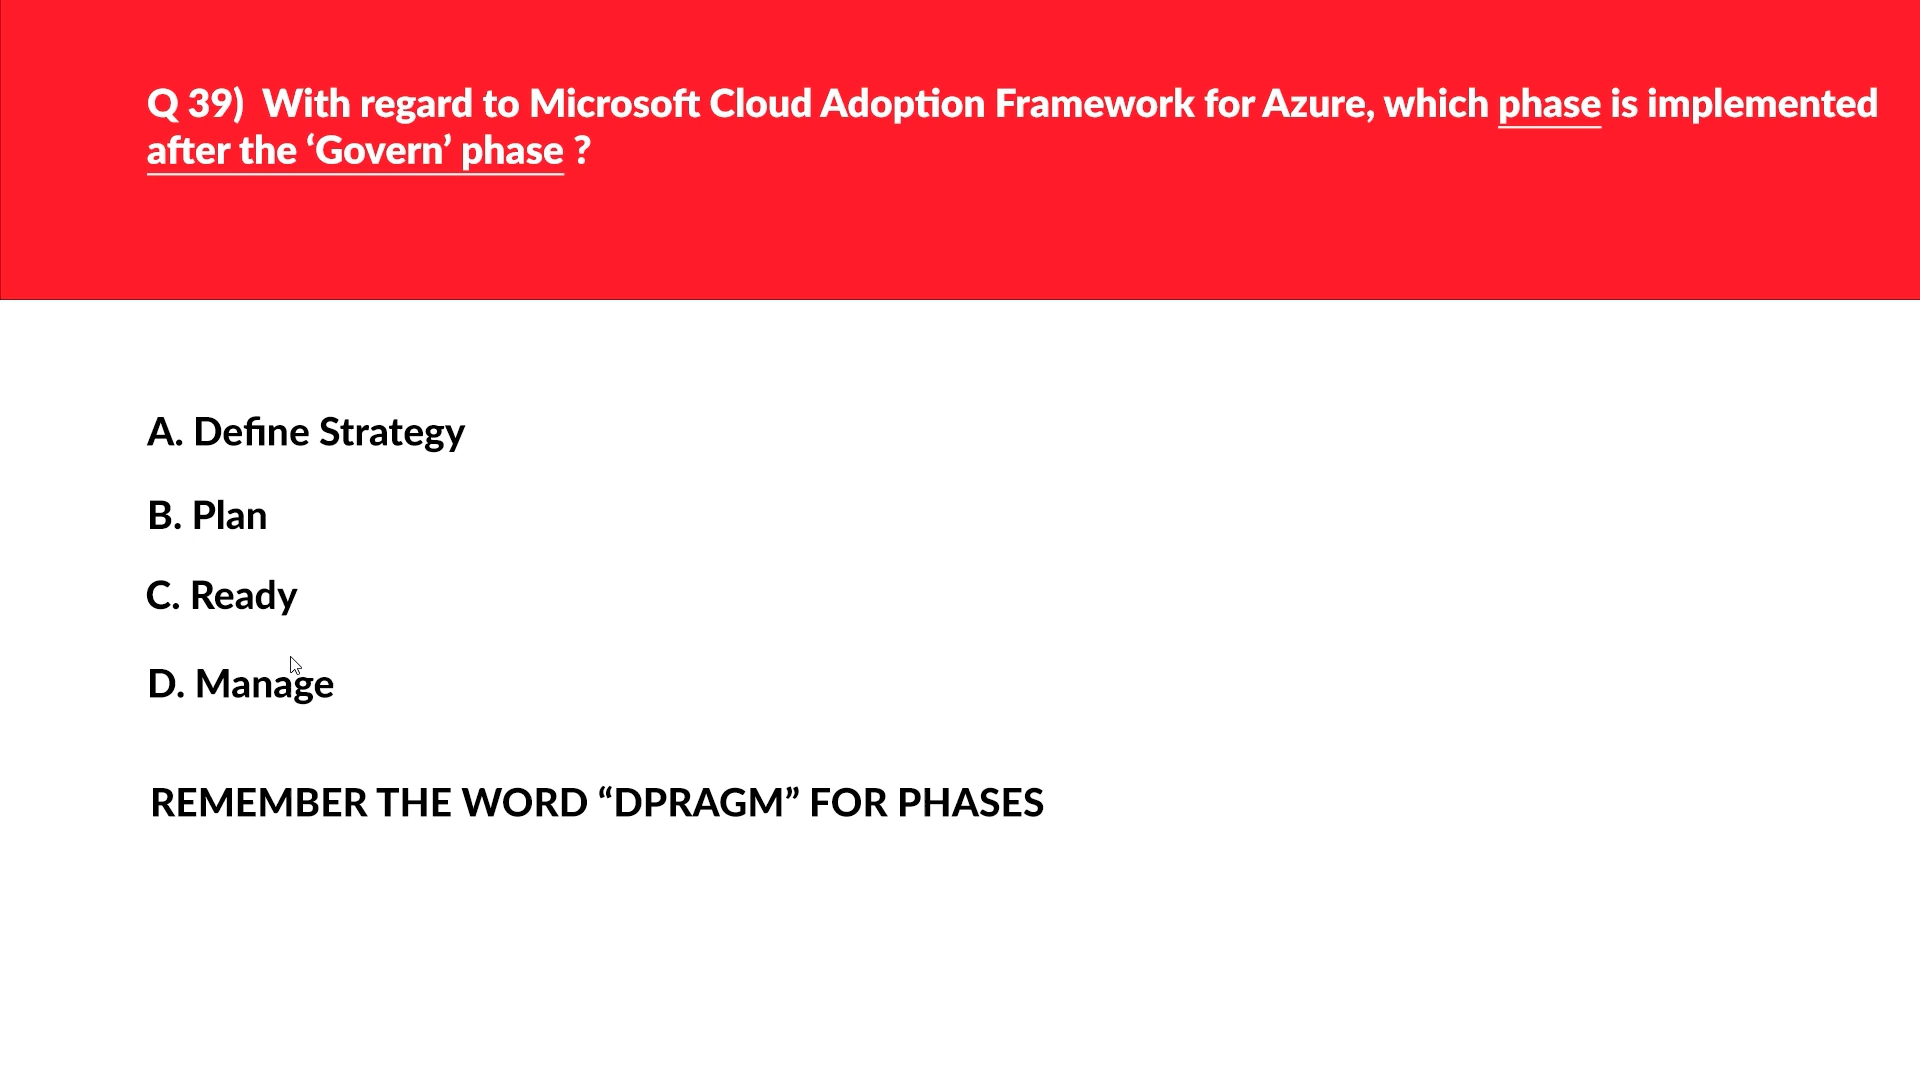 Q 39)  With regard to Microsoft Cloud Adoption Framework for Azure, which phase is implemented
after the ‘Govern’ phase ?
A. Define Strategy
B. Plan
C. Ready
D. Manage
REMEMBER THE WORD “DPRAGM” FOR PHASES